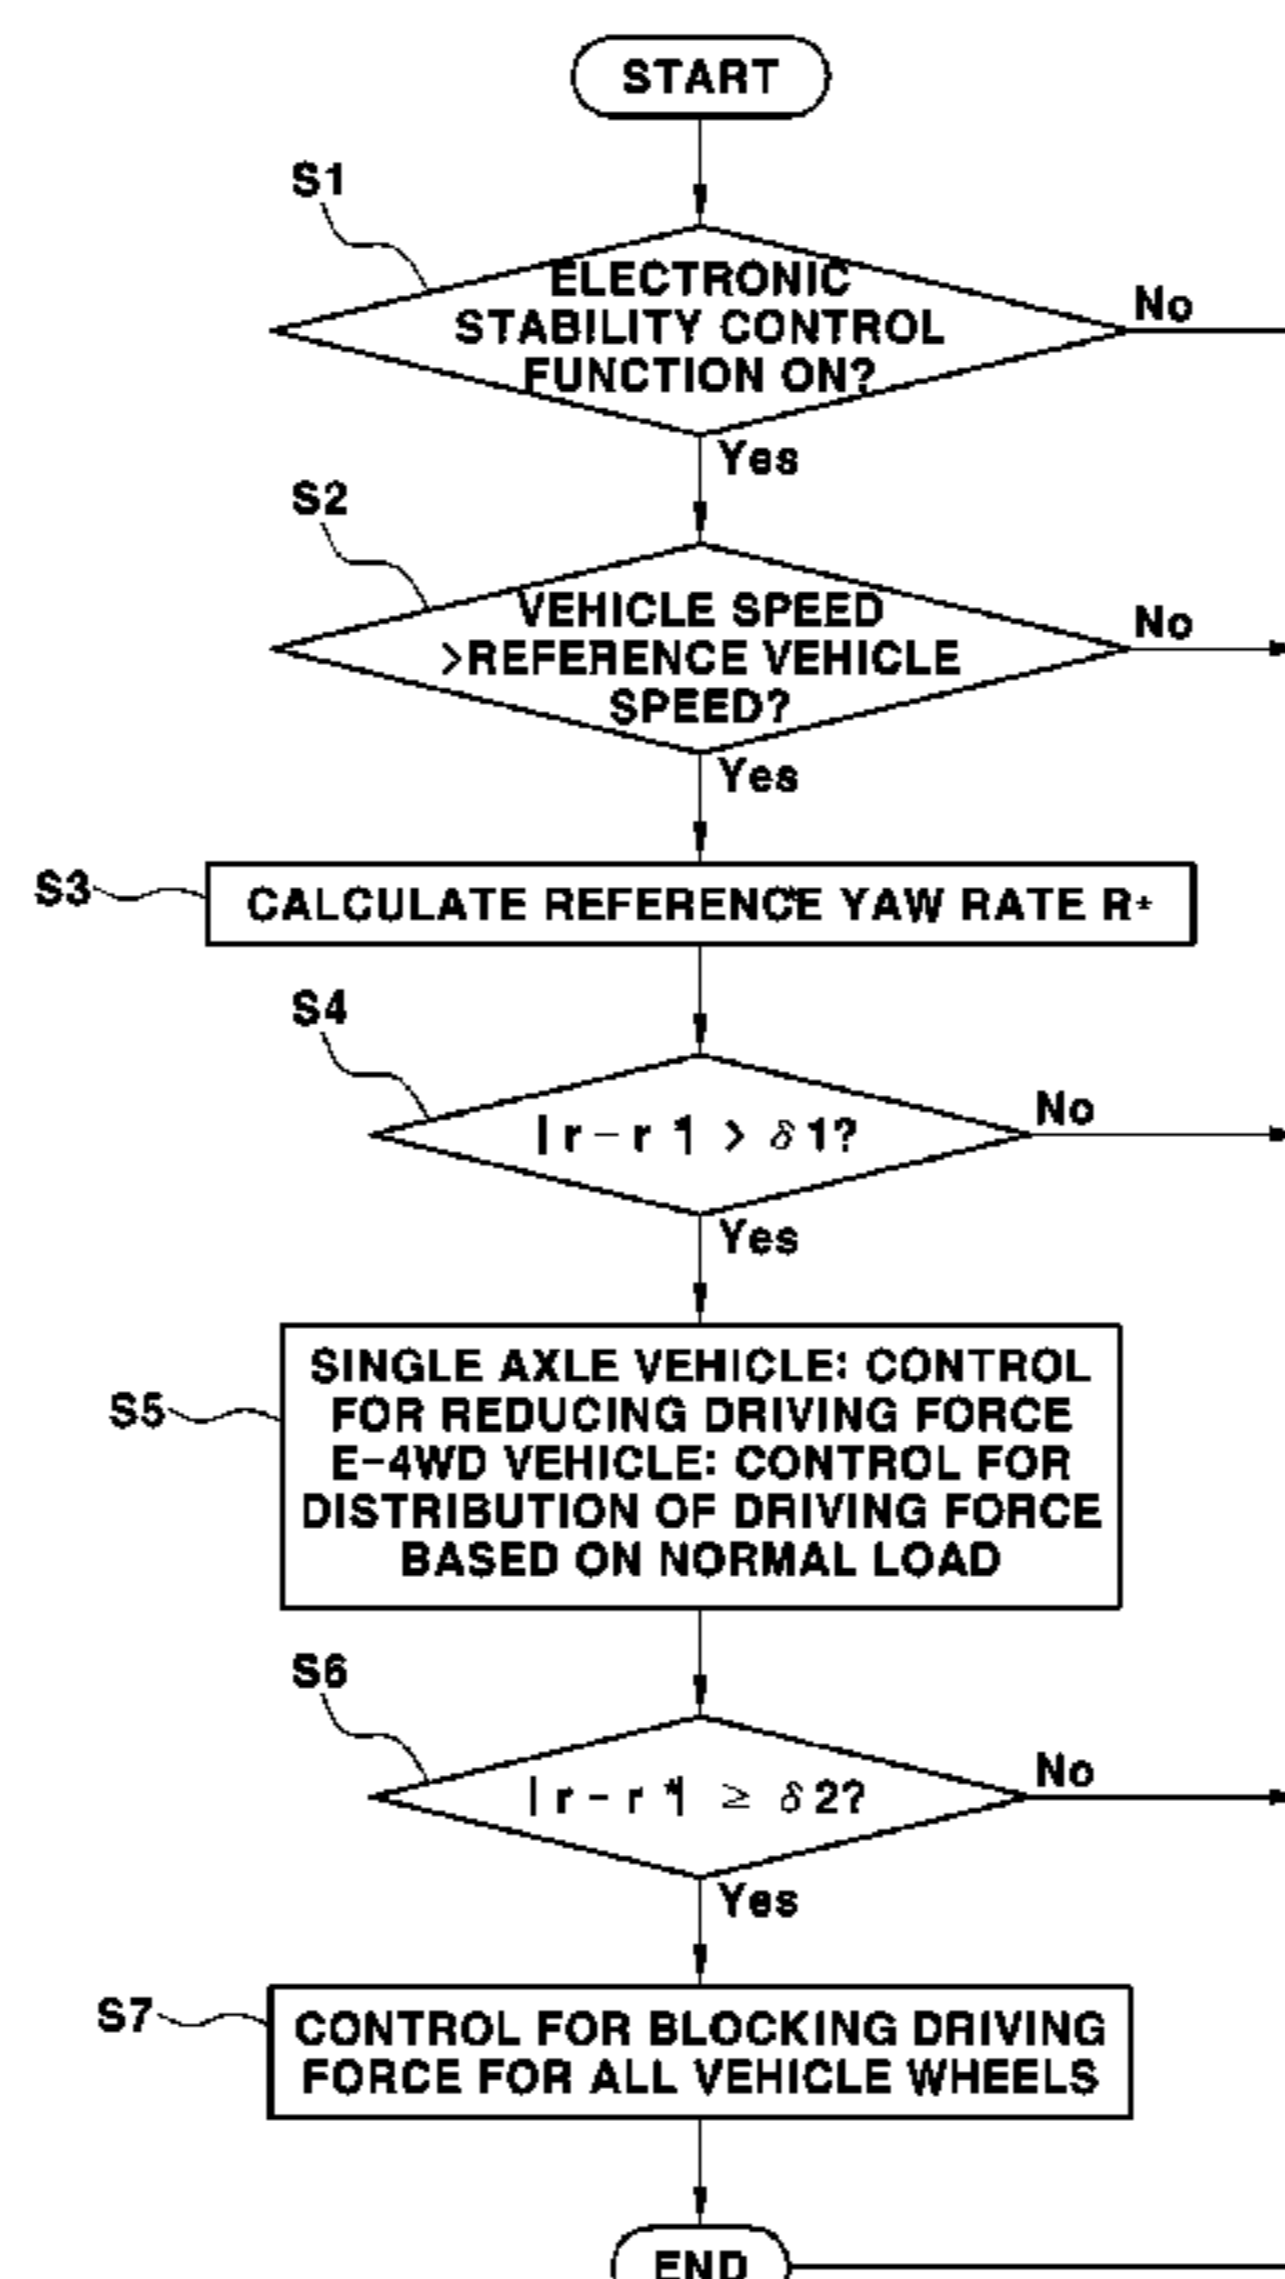 START
S1
ELECTRONIC
STABILITY CONTROL
FUNCTION ON?
No
Yes
S2
VEHICLE SPEED
>REFERENCE VEHICLE
SPEED?
No
Yes
S3
CALCULATE REFERENCE YAW RATE R*
S4
|r-r*| > δ1?
No
Yes
S5
SINGLE AXLE VEHICLE: CONTROL
FOR REDUCING DRIVING FORCE
E-4WD VEHICLE: CONTROL FOR
DISTRIBUTION OF DRIVING FORCE
BASED ON NORMAL LOAD
S6
|r-r*| ≥ δ2?
No
Yes
S7
CONTROL FOR BLOCKING DRIVING
FORCE FOR ALL VEHICLE WHEELS
END